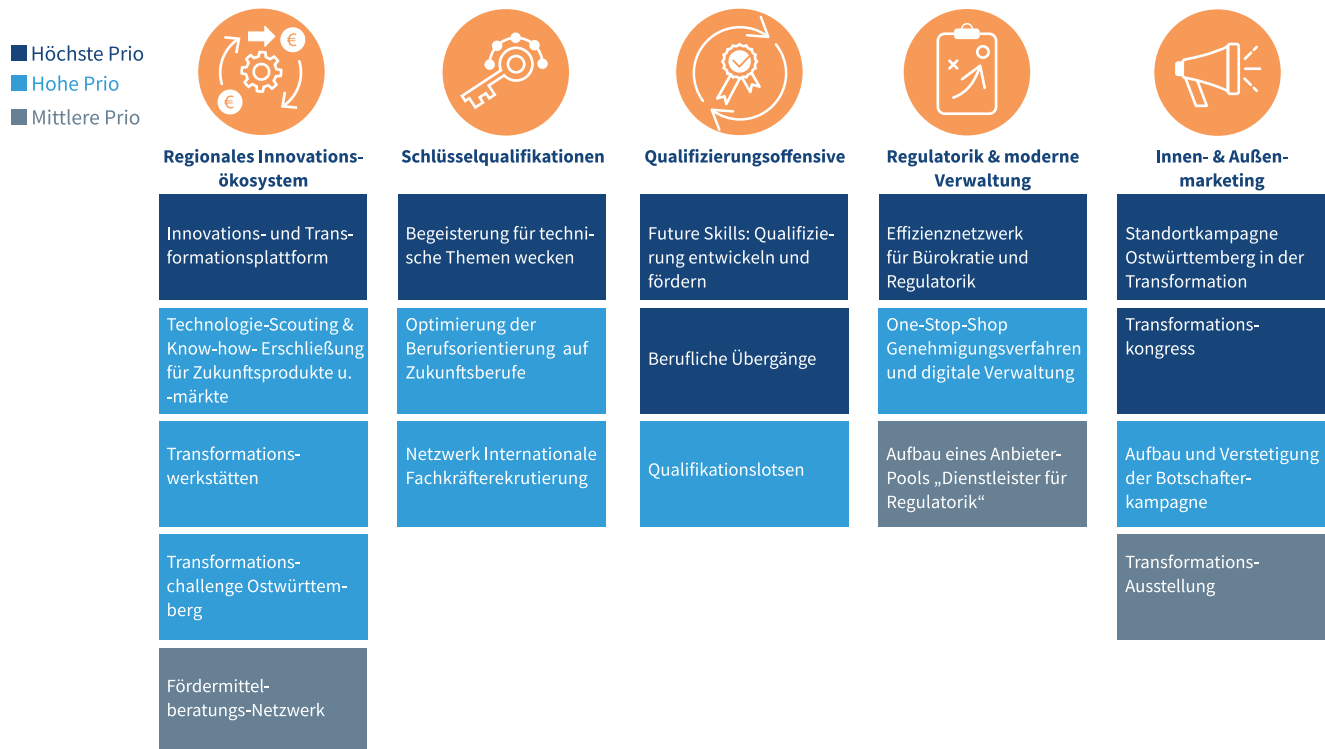 Höchste Prio
Hohe Prio
Mittlere Prio
€
€
Regionales Innovations-
ökosystem
Innovations- und Trans-
formationsplattform
Technologie-Scouting &
Know-how- Erschließung
für Zukunftsprodukte u.
-märkte
Transformations-
werkstätten
Transformations-
challenge Ostwürttem-
berg
Fördermittel-
beratungs-Netzwerk
Schlüsselqualifikationen
Begeisterung für techni-
sche Themen wecken
Optimierung der
Berufsorientierung auf
Zukunftsberufe
Netzwerk Internationale
Fachkräfterekrutierung
Qualifizierungsoffensive
Future Skills: Qualifizie-
rung entwickeln und
fördern
Berufliche Übergänge
Qualifikationslotsen
Regulatorik & moderne
Verwaltung
Effizienznetzwerk
für Bürokratie und
Regulatorik
One-Stop-Shop
Genehmigungsverfahren
und digitale Verwaltung
Aufbau eines Anbieter-
Pools „Dienstleister für
Regulatorik“
Innen- & Außen-
marketing
Standortkampagne
Ostwürttemberg in der
Transformation
Transformations-
kongress
Aufbau und Verstetigung
der Botschafter-
kampagne
Transformations-
Ausstellung